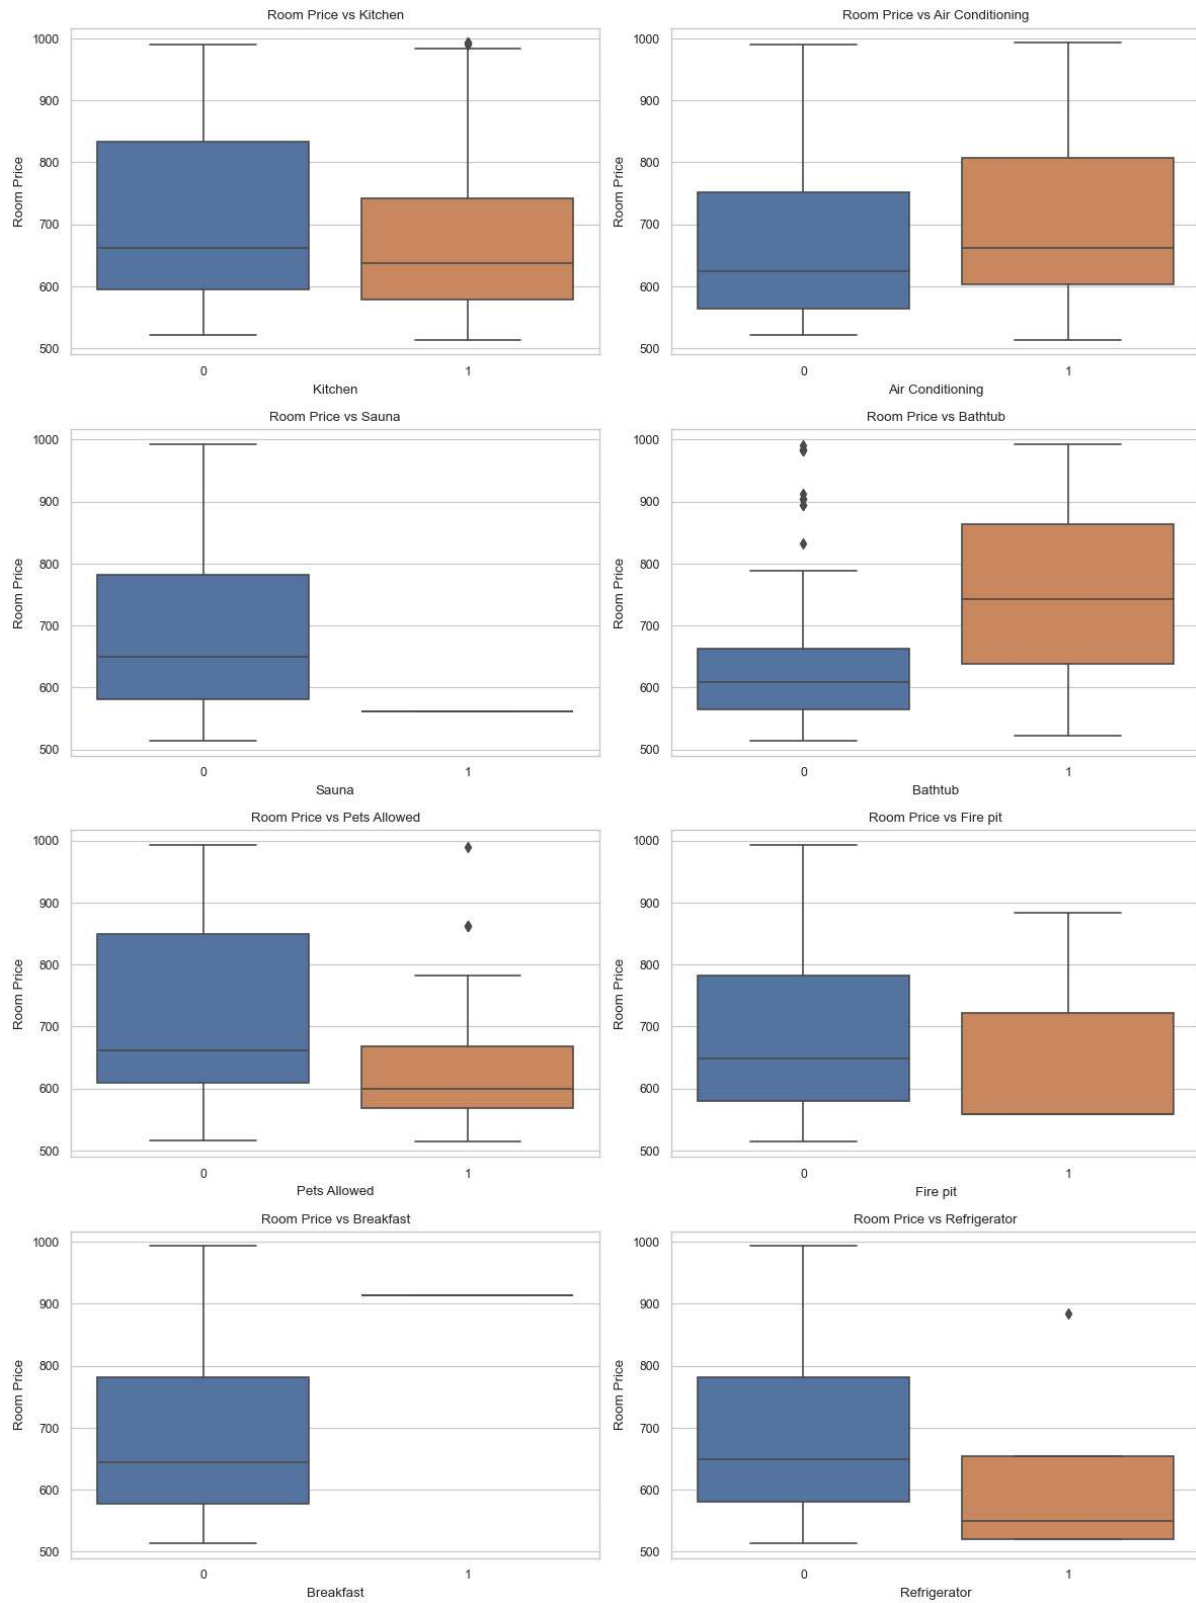 Room Price vs Kitchen
1000
900
800
700
600
500
Room Price
0
1
Kitchen
Room Price vs Air Conditioning
1000
900
800
700
600
500
Room Price
0
1
Air Conditioning
Room Price vs Sauna
1000
900
800
700
600
500
Room Price
0
1
Sauna
Room Price vs Bathtub
1000
900
800
700
600
500
Room Price
0
1
Bathtub
Room Price vs Pets Allowed
1000
900
800
700
600
500
Room Price
0
1
Pets Allowed
Room Price vs Fire pit
1000
900
800
700
600
500
Room Price
0
1
Fire pit
Room Price vs Breakfast
1000
900
800
700
600
500
Room Price
0
1
Breakfast
Room Price vs Refrigerator
1000
900
800
700
600
500
Room Price
0
1
Refrigerator